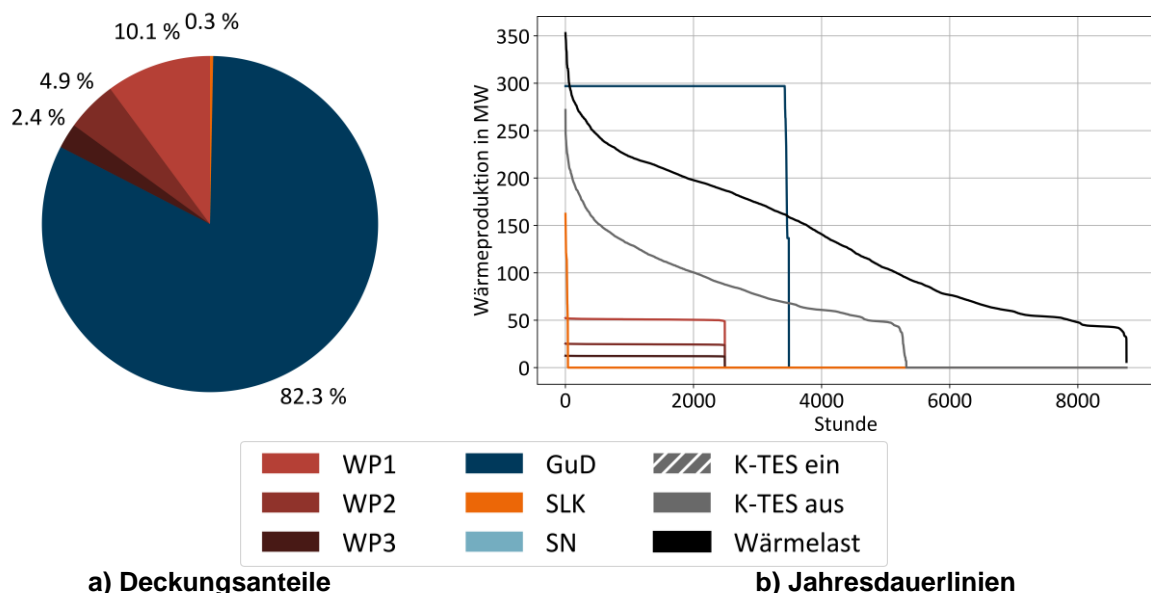 0.3 %
10.1 %
4.9 %
2.4 %
82.3 %
Wärmeproduktion in MW
350
300
250
200
150
100
50
0
0 2000 4000 6000 8000
Stunde
WP1 GuD K-TES ein
WP2 SLK K-TES aus
WP3 SN Wärmelast
a) Deckungsanteile b) Jahresdauerlinien